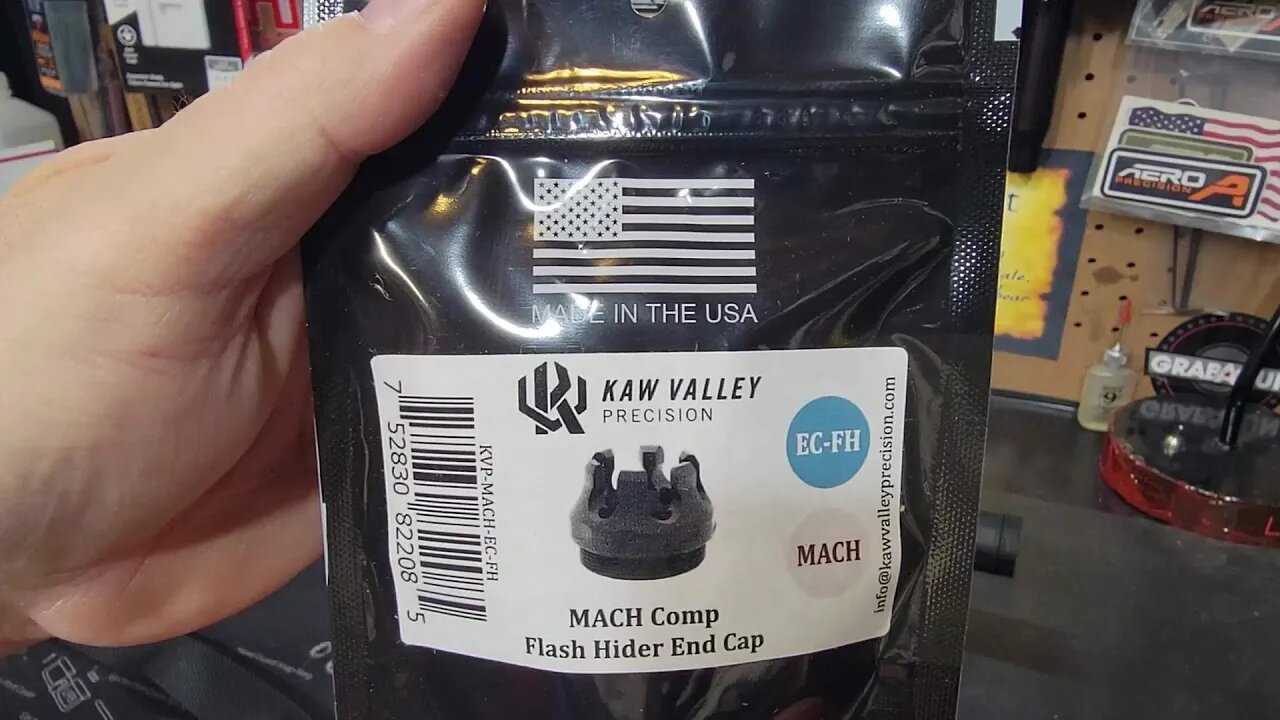 MADE IN THE USA
KAW VALLEY
PRECISION
EC-FH
MACH
MACH Comp
Flash Hider End Cap
KVP-MACH-EC-FH
7 52830 82208 5
info@kawvalleyprecision.com
AERO
PRECISION
9